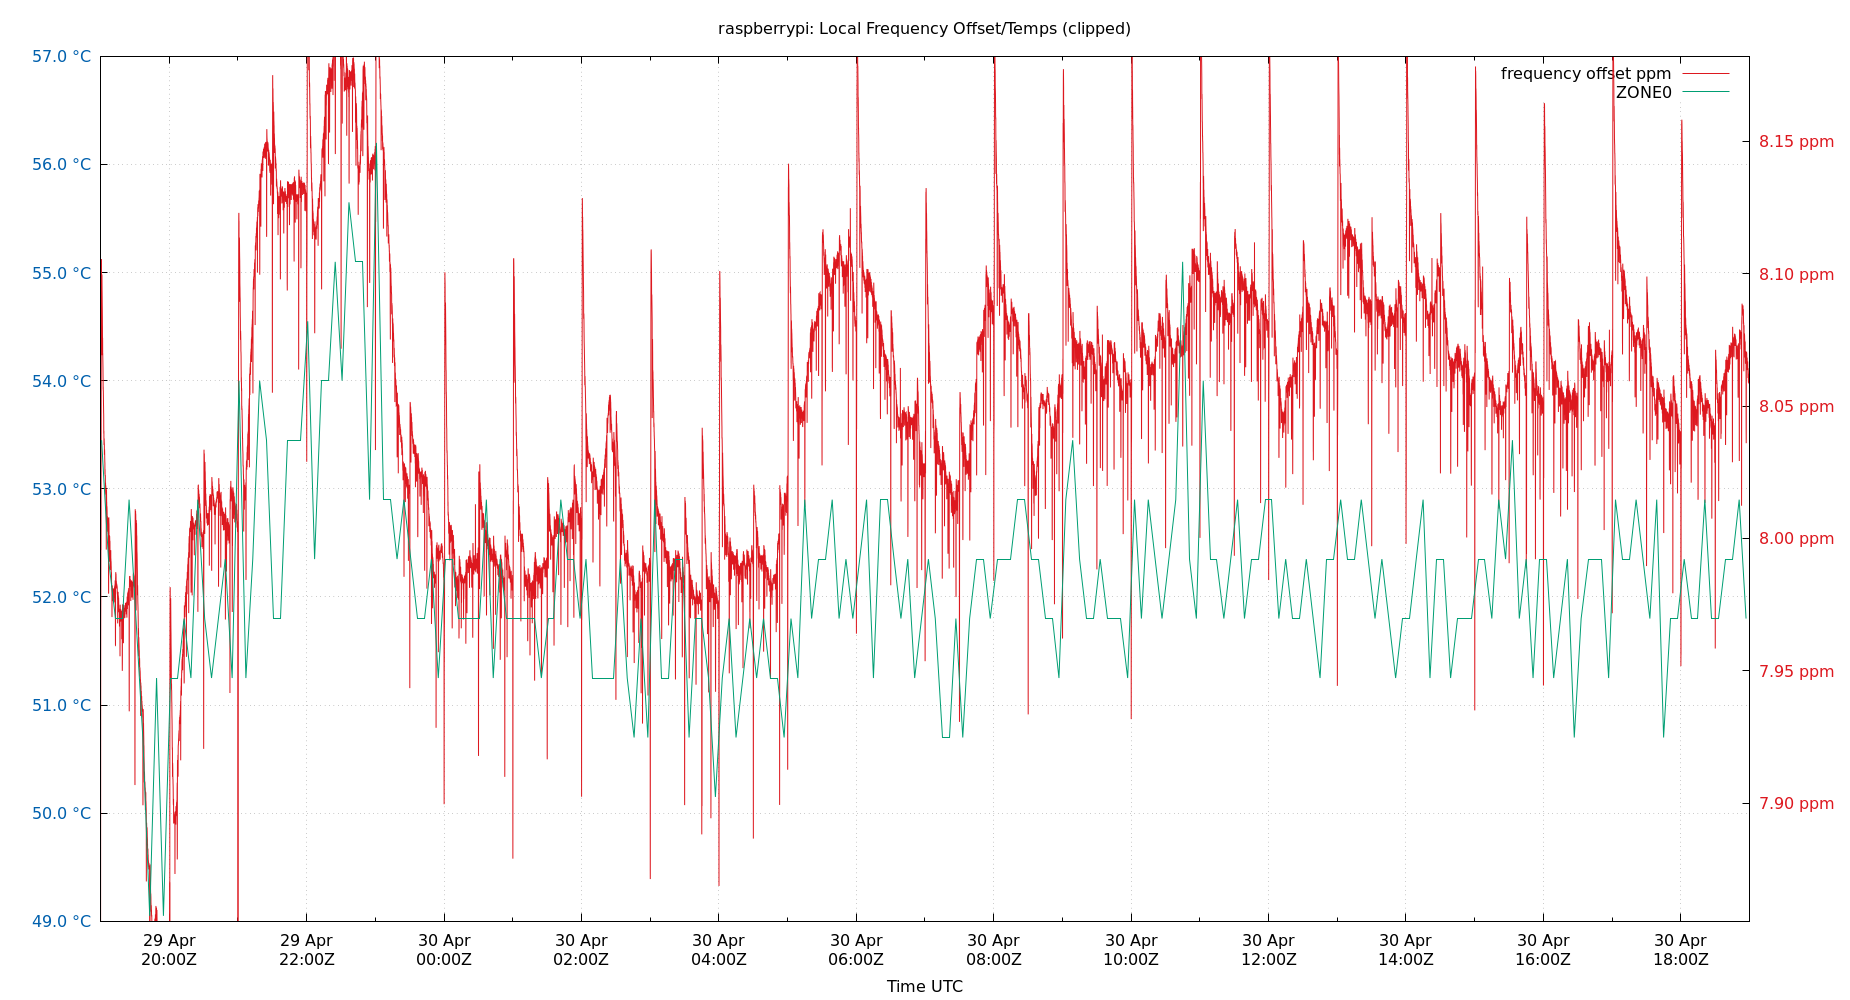 raspberrypi: Local Frequency Offset/Temps (clipped)
57.0 °C
56.0 °C
55.0 °C
54.0 °C
53.0 °C
52.0 °C
51.0 °C
50.0 °C
49.0 °C
frequency offset ppm
ZONE0
8.15 ppm
8.10 ppm
8.05 ppm
8.00 ppm
7.95 ppm
7.90 ppm
29 Apr 29 Apr 30 Apr 30 Apr 30 Apr 30 Apr 30 Apr 30 Apr 30 Apr 30 Apr 30 Apr 30 Apr
20:00Z 22:00Z 00:00Z 02:00Z 04:00Z 06:00Z 08:00Z 10:00Z 12:00Z 14:00Z 16:00Z 18:00Z
Time UTC